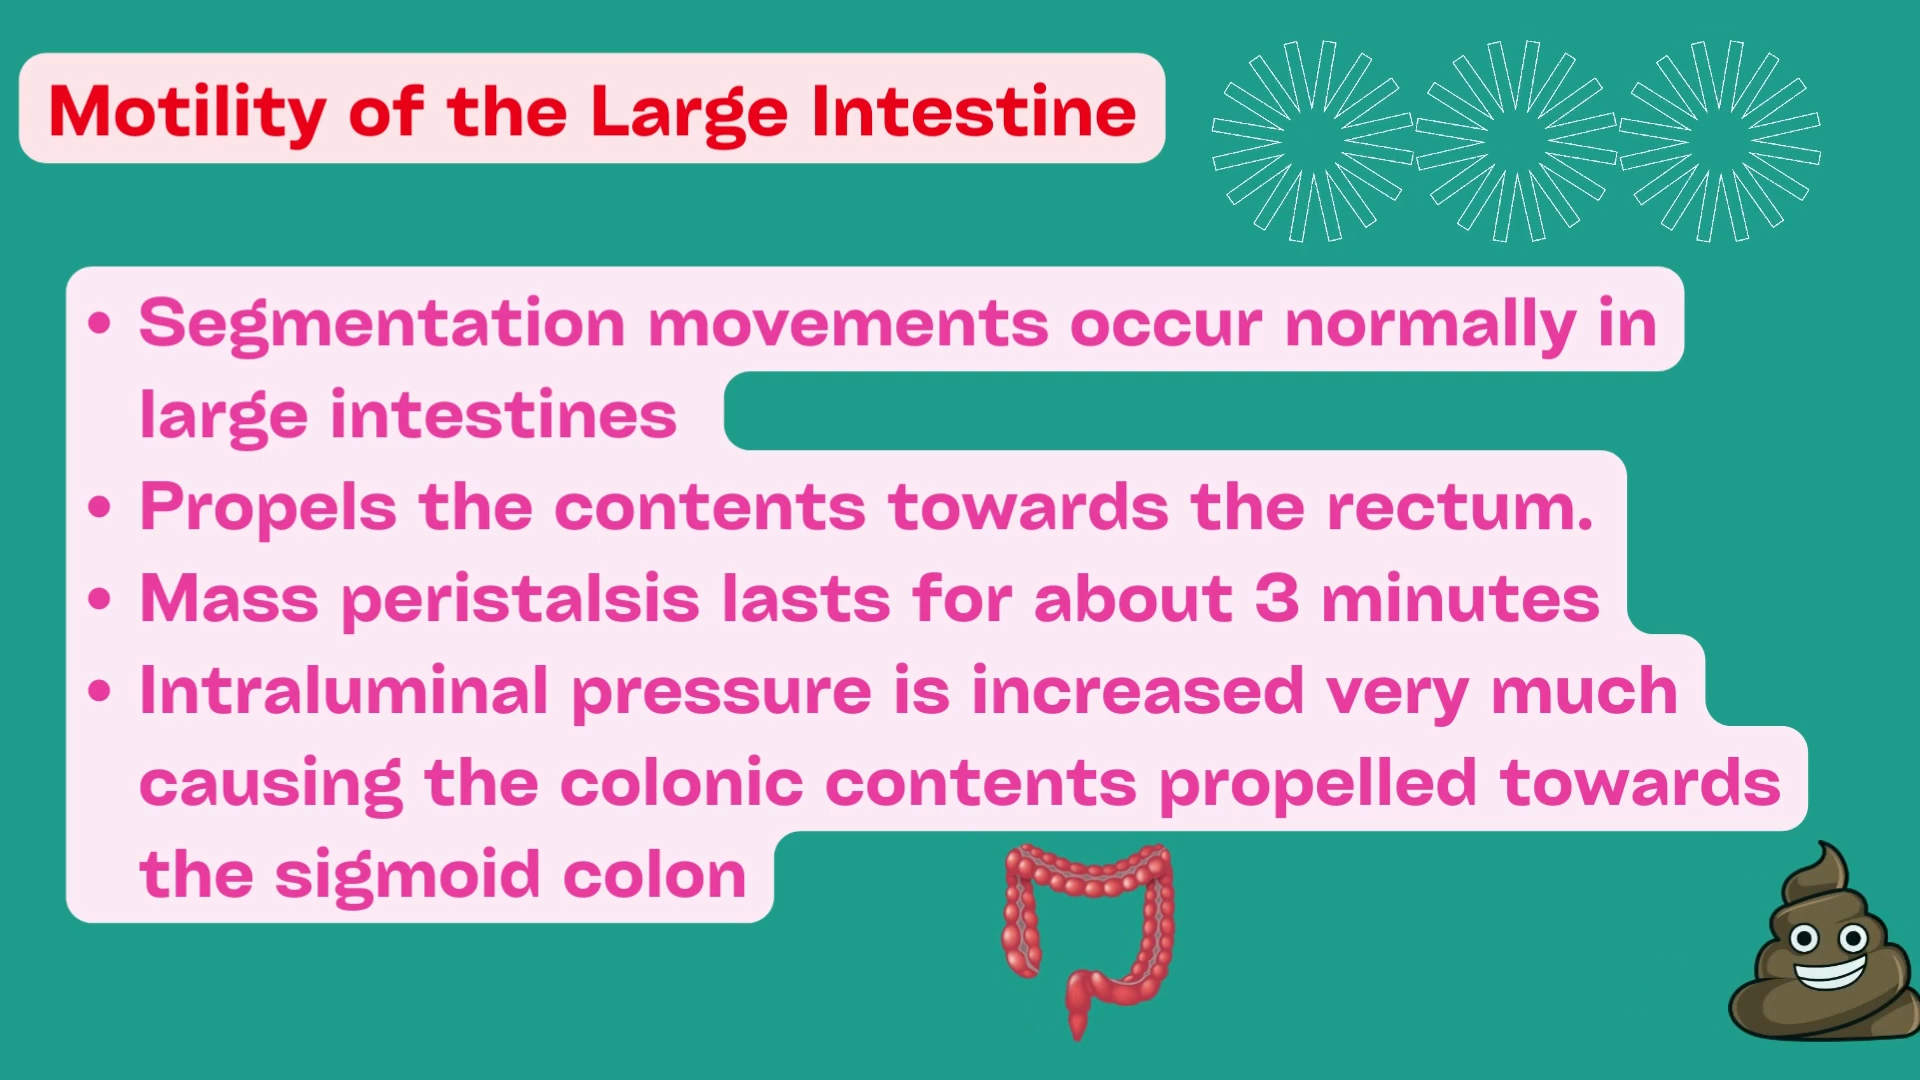 Motility of the Large Intestine
• Segmentation movements occur normally in
large intestines
• Propels the contents towards the rectum.
• Mass peristalsis lasts for about 3 minutes
• Intraluminal pressure is increased very much
causing the colonic contents propelled towards
the sigmoid colon